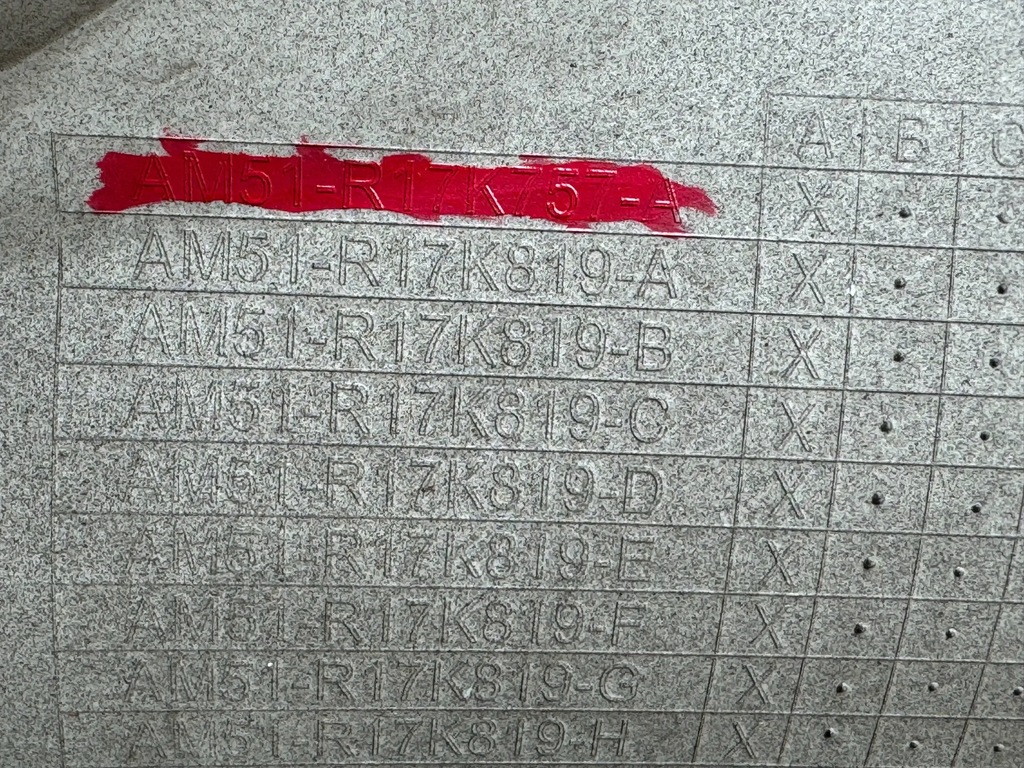 A B C
AM51-R17K757-A X
AM51-R17K819-A X
AM51-R17K819-B X
AM51-R17K819-C X
AM51-R17K819-D X
AM51-R17K819-E X
AM51-R17K819-F X
AM51-R17K819-G X
AM51-R17K819-H X